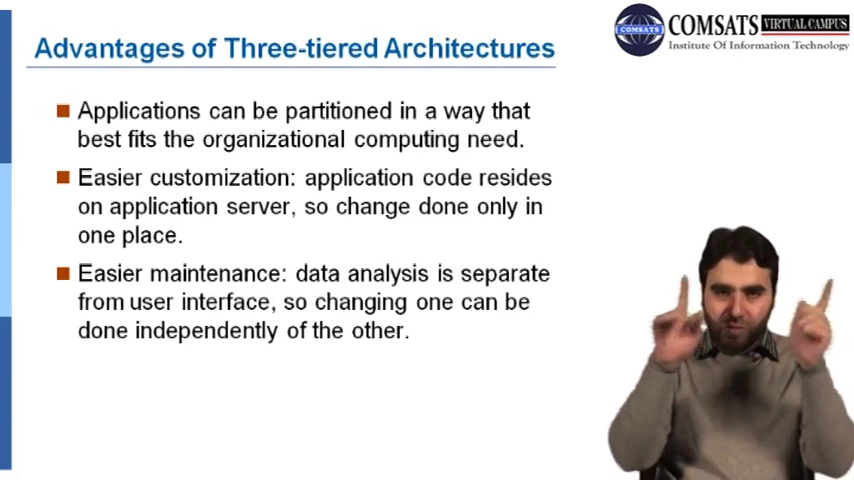 Advantages of Three-tiered Architectures
COMSATS VIRTUAL CAMPUS
COMSATS
Institute Of Information Technology
Applications can be partitioned in a way that
best fits the organizational computing need.
Easier customization: application code resides
on application server, so change done only in
one place.
Easier maintenance: data analysis is separate
from user interface, so changing one can be
done independently of the other.